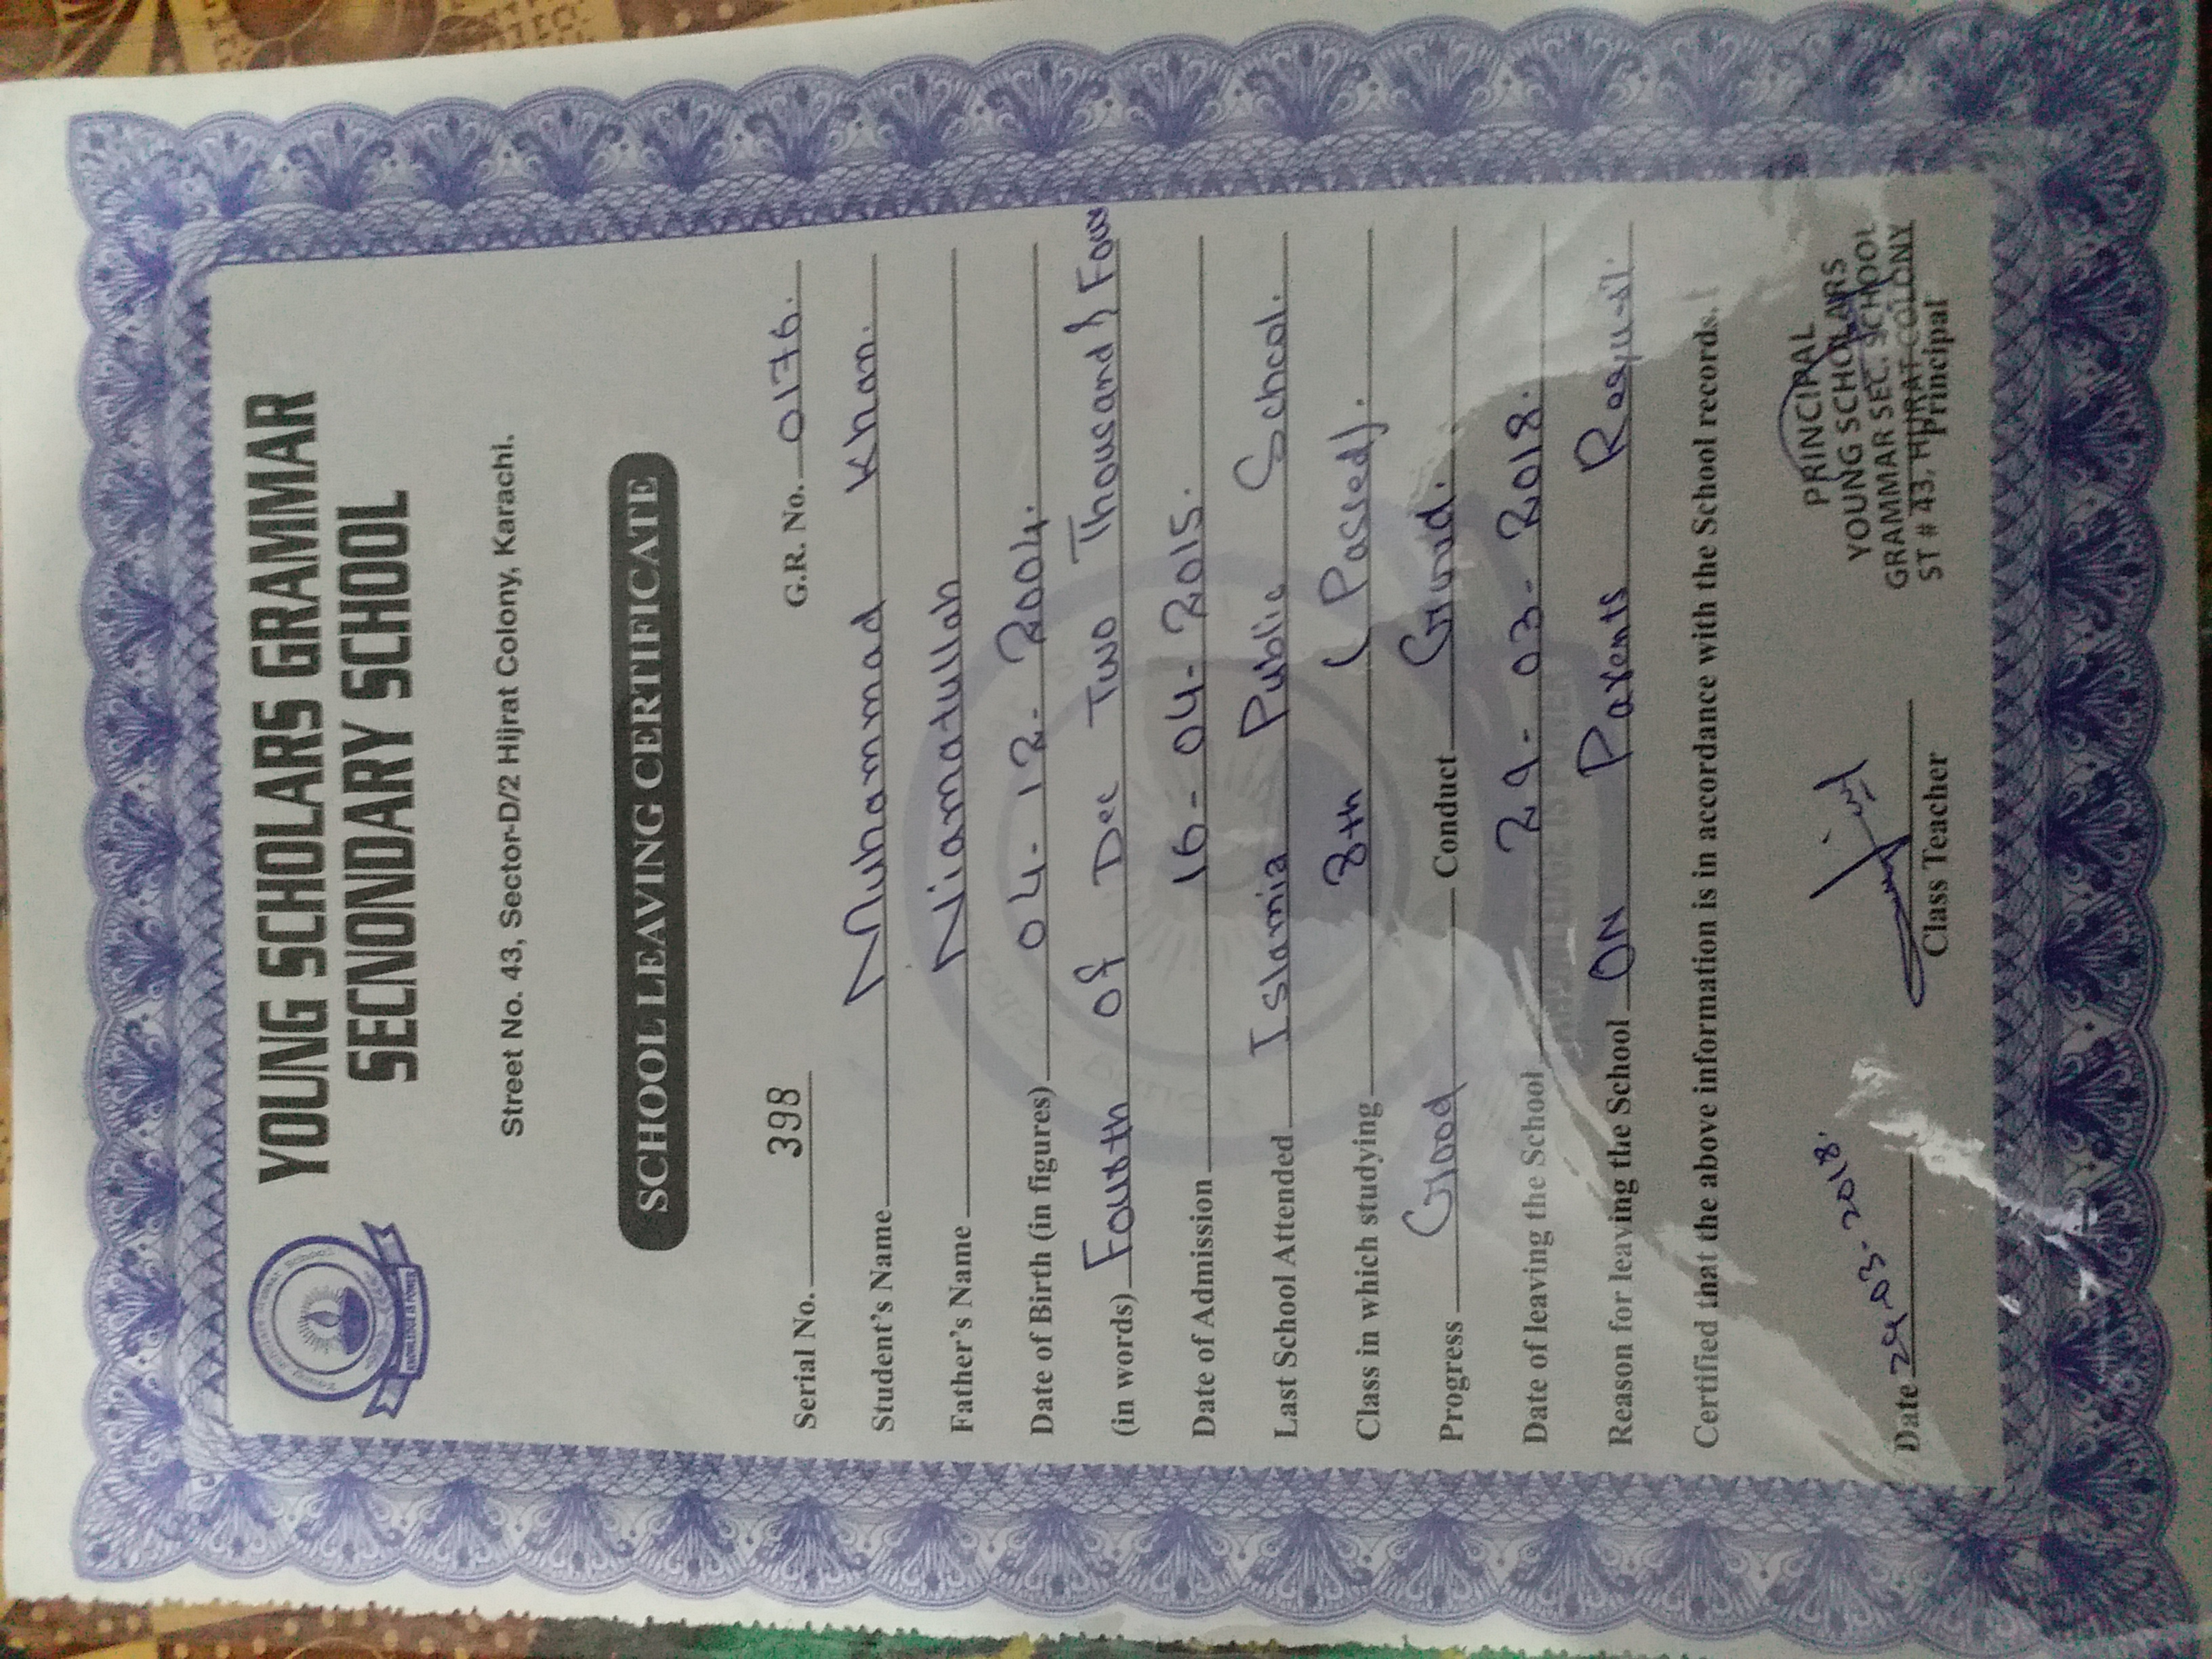 YOUNG SCHOLARS GRAMMAR
SECNONDARY SCHOOL
Street No. 43, Sector-D/2 Hijrat Colony, Karachi.
SCHOOL LEAVING CERTIFICATE
Serial No. 398 G.R. No. 0176.
Student's Name Muhammad Khan.
Father's Name Niamatullah
Date of Birth (in figures) 04-12-2004.
(in words) Fourth of Dec Two Thousand & Four
Date of Admission 16-04-2015.
Last School Attended Islamia Public School.
Class in which studying 8th (Passed).
Progress Good Conduct Good.
Date of leaving the School 29-03-2018.
Reason for leaving the School ON Parents Request.
Certified that the above information is in accordance with the School records.
PRINCIPAL
YOUNG SCHOLARS
GRAMMAR SEC. SCHOOL
ST # 43, HIJRAT COLONY
Date 29.03-2018. Class Teacher Principal